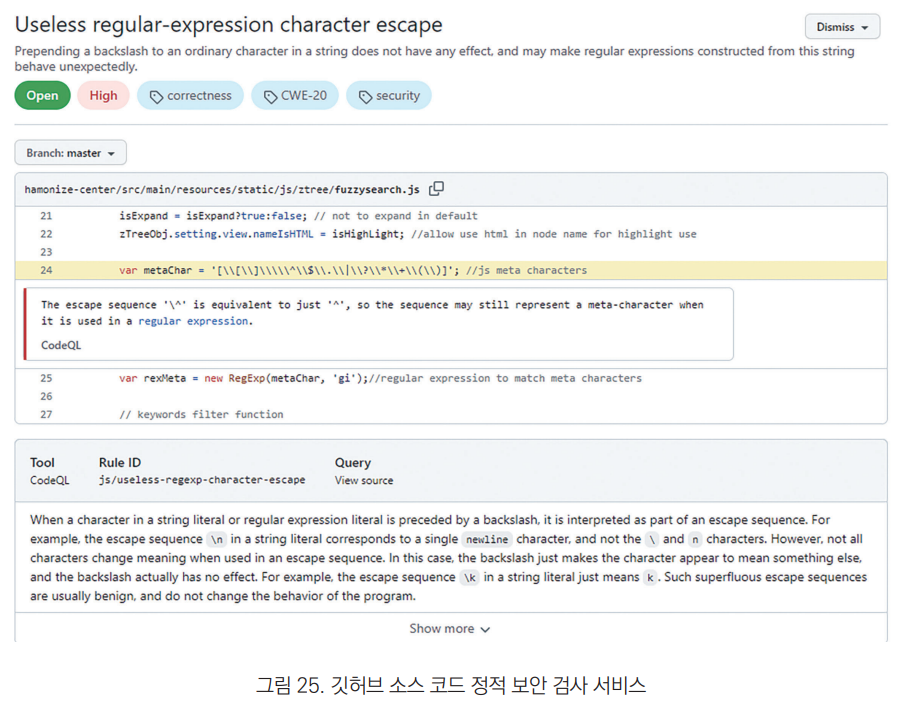 Useless regular-expression character escape
Dismiss
Prepending a backslash to an ordinary character in a string does not have any effect, and may make regular expressions constructed from this string
behave unexpectedly.
Open High correctness CWE-20 security
Branch: master
hamonize-center/src/main/resources/static/js/ztree/fuzzysearch.js
21 isExpand = isExpand?true:false; // not to expand in default
22 zTreeObj.setting.view.nameIsHTML = isHighLight; //allow use html in node name for highlight use
23
24 var metaChar = '[\\[\\]\\\\\^\\$\\.\\|\\?\\*\\+\\(\\)]'; //js meta characters
The escape sequence '\^' is equivalent to just '^', so the sequence may still represent a meta-character when
it is used in a regular expression.
CodeQL
25 var rexMeta = new RegExp(metaChar, 'gi');//regular expression to match meta characters
26
27 // keywords filter function
Tool Rule ID Query
CodeQL js/useless-regexp-character-escape View source
When a character in a string literal or regular expression literal is preceded by a backslash, it is interpreted as part of an escape sequence. For
example, the escape sequence \n in a string literal corresponds to a single newline character, and not the \ and n characters. However, not all
characters change meaning when used in an escape sequence. In this case, the backslash just makes the character appear to mean something else,
and the backslash actually has no effect. For example, the escape sequence \k in a string literal just means k. Such superfluous escape sequences
are usually benign, and do not change the behavior of the program.
Show more
그림 25. 깃허브 소스 코드 정적 보안 검사 서비스